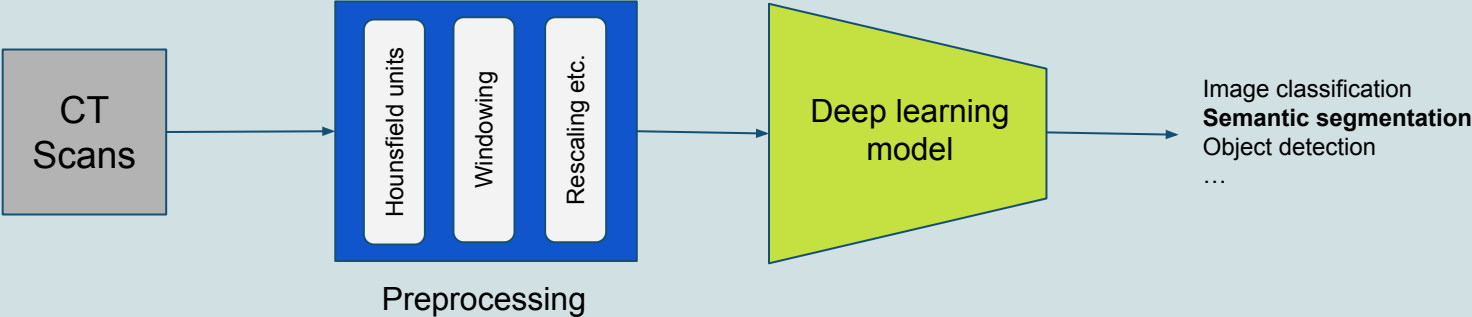 CT
Scans
Hounsfield units
Windowing
Rescaling etc.
Preprocessing
Deep learning
model
Image classification
Semantic segmentation
Object detection
…